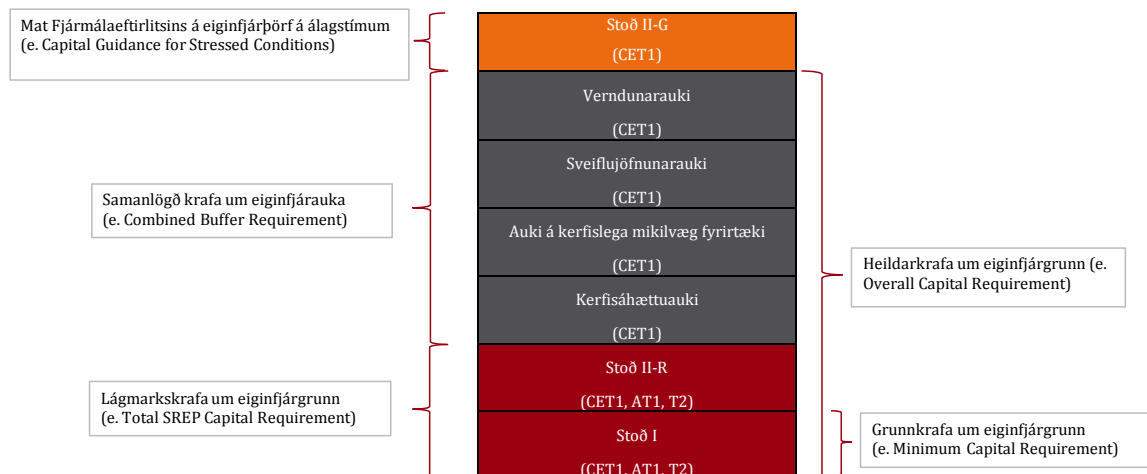 Mat Fjármálaeftirlitsins á eiginfjárþörf á álagstímum
(e. Capital Guidance for Stressed Conditions)
Stoð II-G
(CET1)
Verndunarauki
(CET1)
Sveiflujöfnunarauki
(CET1)
Samanlögð krafa um eiginfjárauka
(e. Combined Buffer Requirement)
Auki á kerfislega mikilvæg fyrirtæki
(CET1)
Heildarkrafa um eiginfjárgrunn (e.
Overall Capital Requirement)
Kerfisáhættuauki
(CET1)
Stoð II-R
(CET1, AT1, T2)
Lágmarkskrafa um eiginfjárgrunn
(e. Total SREP Capital Requirement)
Stoð I
(CET1, AT1, T2)
Grunnkrafa um eiginfjárgrunn
(e. Minimum Capital Requirement)